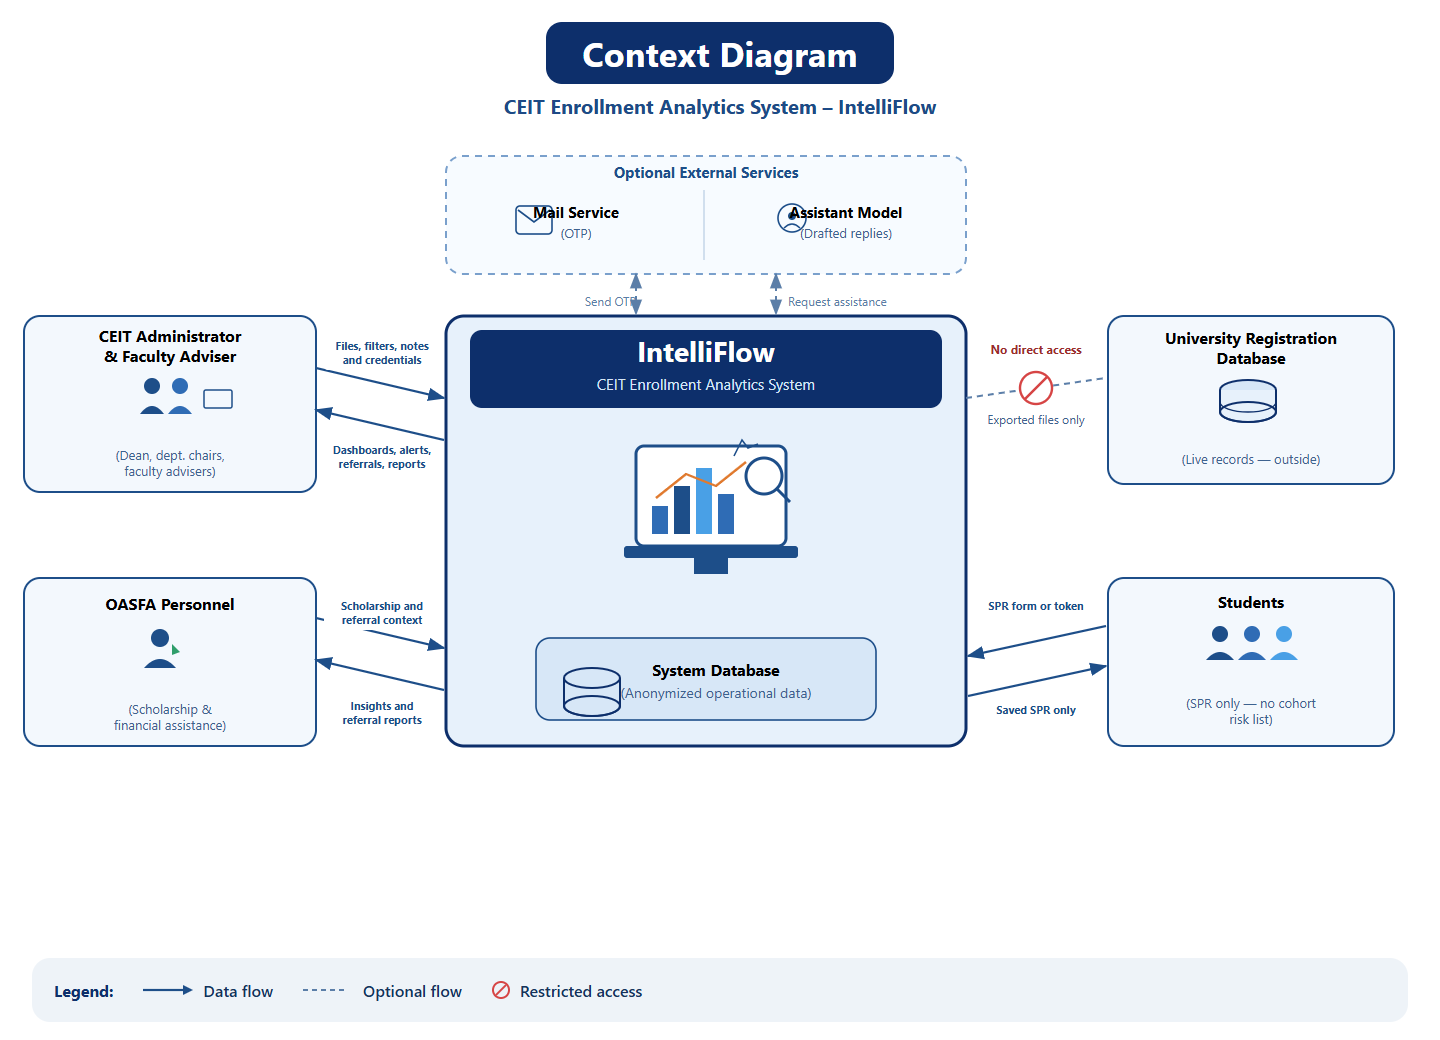 Context Diagram
CEIT Enrollment Analytics System – IntelliFlow
Optional External Services
Mail Service
(OTP)
Assistant Model
(Drafted replies)
Send OTP
Request assistance
CEIT Administrator
& Faculty Adviser
(Dean, dept. chairs,
faculty advisers)
Files, filters, notes
and credentials
Dashboards, alerts,
referrals, reports
IntelliFlow
CEIT Enrollment Analytics System
No direct access
Exported files only
University Registration
Database
(Live records — outside)
OASFA Personnel
(Scholarship &
financial assistance)
Scholarship and
referral context
Insights and
referral reports
System Database
(Anonymized operational data)
SPR form or token
Saved SPR only
Students
(SPR only — no cohort
risk list)
Legend:
Data flow
Optional flow
Restricted access